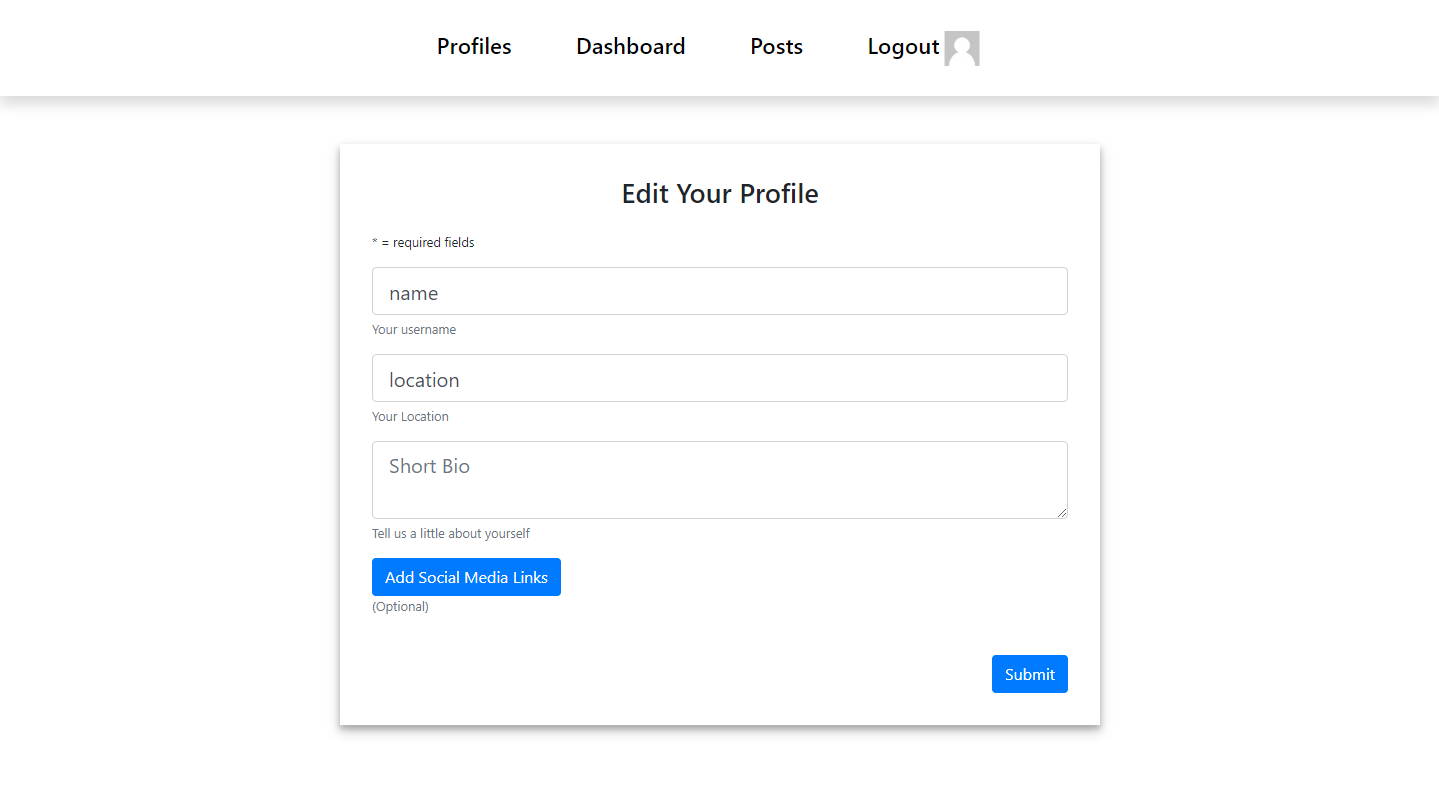 Profiles Dashboard Posts Logout
Edit Your Profile
* = required fields
name
Your username
location
Your Location
Short Bio
Tell us a little about yourself
Add Social Media Links
(Optional)
Submit